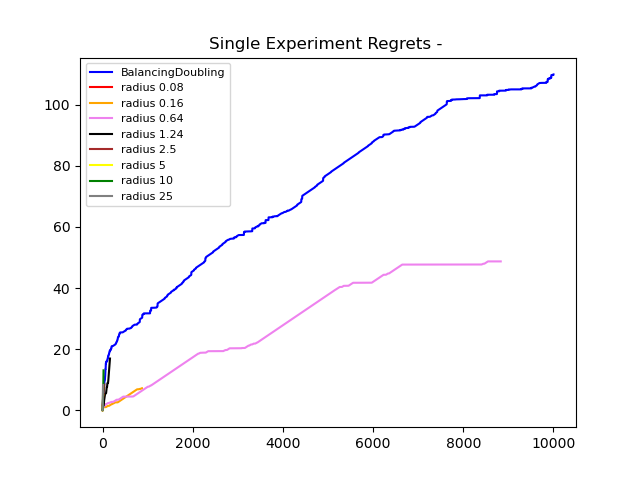 Single Experiment Regrets -
BalancingDoubling
radius 0.08
radius 0.16
radius 0.64
radius 1.24
radius 2.5
radius 5
radius 10
radius 25
100
80
60
40
20
0
0 2000 4000 6000 8000 10000